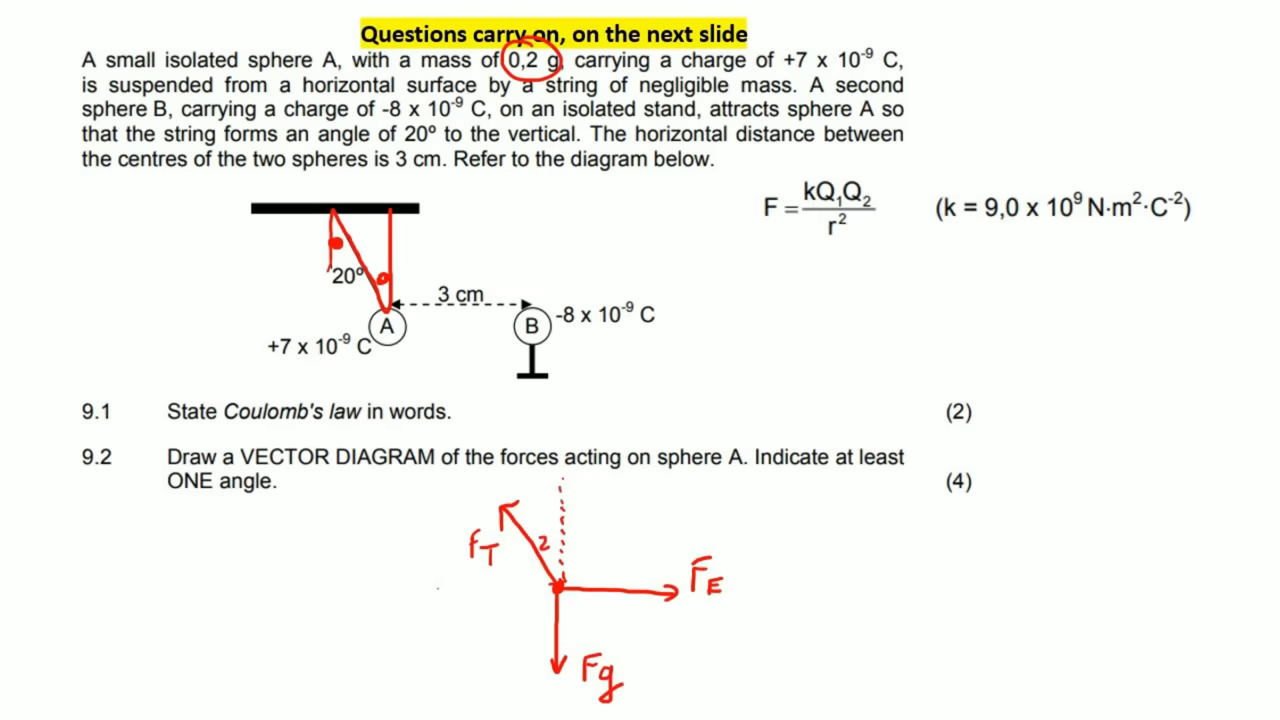 Questions carry on, on the next slide
A small isolated sphere A, with a mass of 0,2 g, carrying a charge of +7 x 10⁻⁹ C,
is suspended from a horizontal surface by a string of negligible mass. A second
sphere B, carrying a charge of -8 x 10⁻⁹ C, on an isolated stand, attracts sphere A so
that the string forms an angle of 20º to the vertical. The horizontal distance between
the centres of the two spheres is 3 cm. Refer to the diagram below.
F = kQ₁Q₂ / r² (k = 9,0 x 10⁹ N·m²·C⁻²)
20º
3 cm
A
B
-8 x 10⁻⁹ C
+7 x 10⁻⁹ C
9.1 State Coulomb's law in words. (2)
9.2 Draw a VECTOR DIAGRAM of the forces acting on sphere A. Indicate at least
ONE angle. (4)
FT
2
FE
Fg